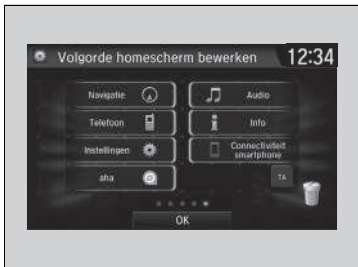 Volgorde homescherm bewerken 12:34
Navigatie Audio
Telefoon Info
Instellingen Connectiviteit
smartphone
aha TA
OK